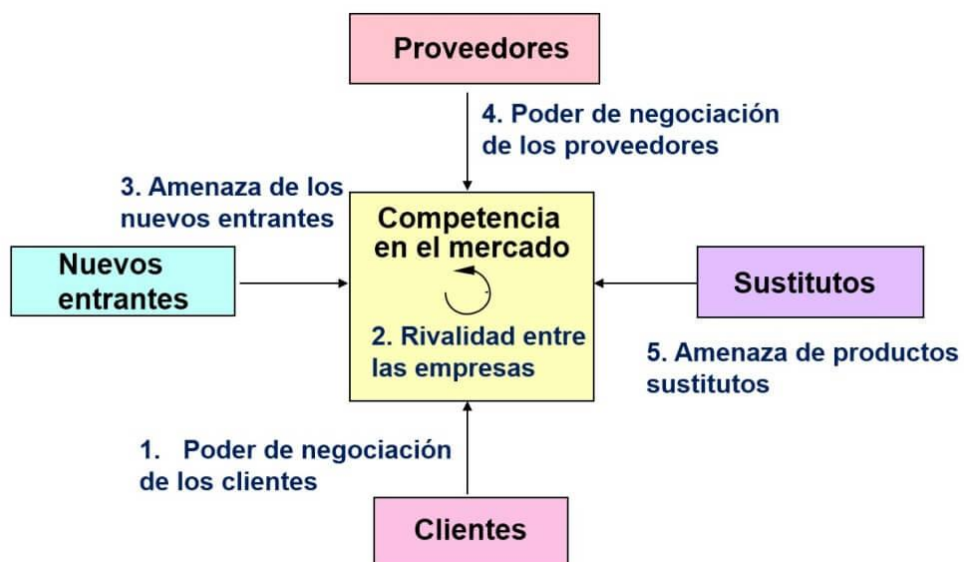 Proveedores
4. Poder de negociación
de los proveedores
3. Amenaza de los
nuevos entrantes
Competencia
en el mercado
Nuevos
entrantes
Sustitutos
2. Rivalidad entre
las empresas
5. Amenaza de productos
sustitutos
1. Poder de negociación
de los clientes
Clientes